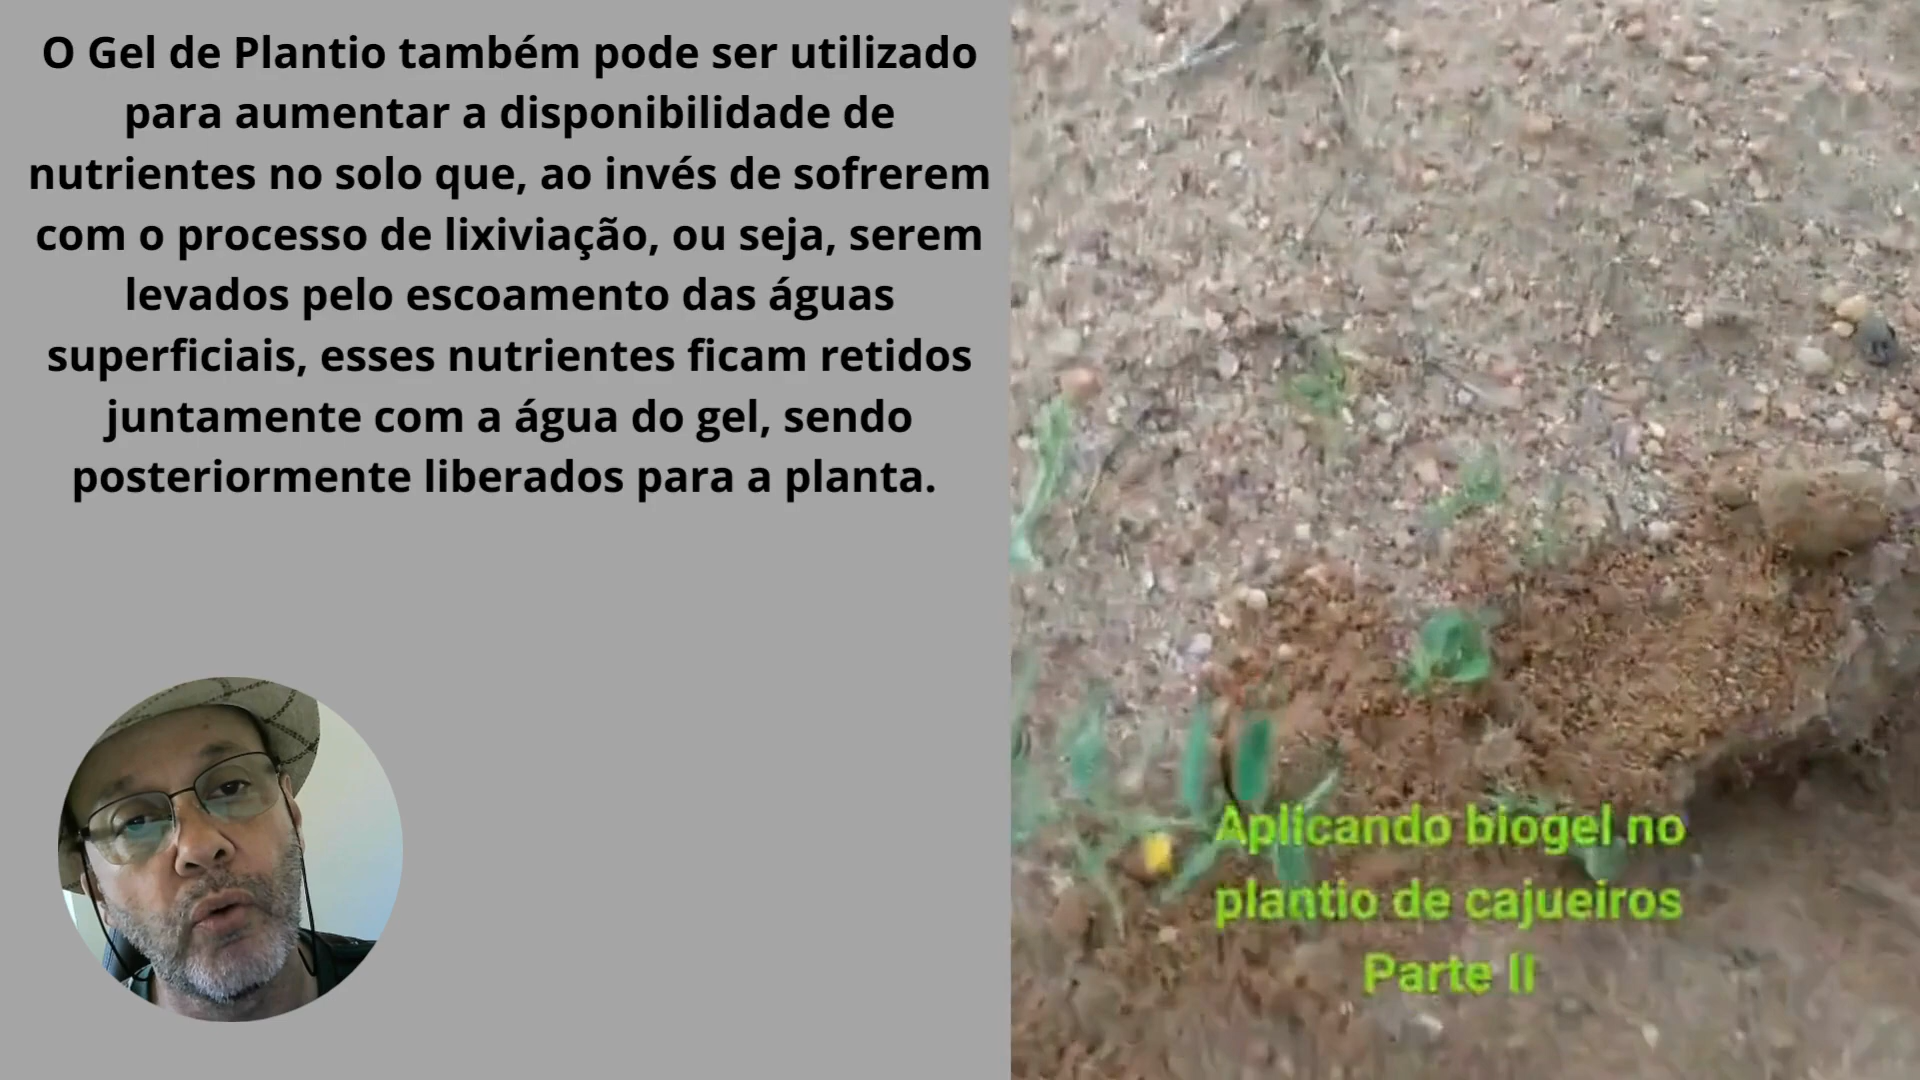 O Gel de Plantio também pode ser utilizado
para aumentar a disponibilidade de
nutrientes no solo que, ao invés de sofrerem
com o processo de lixiviação, ou seja, serem
levados pelo escoamento das águas
superficiais, esses nutrientes ficam retidos
juntamente com a água do gel, sendo
posteriormente liberados para a planta.
Aplicando biogel no
plantio de cajueiros
Parte II